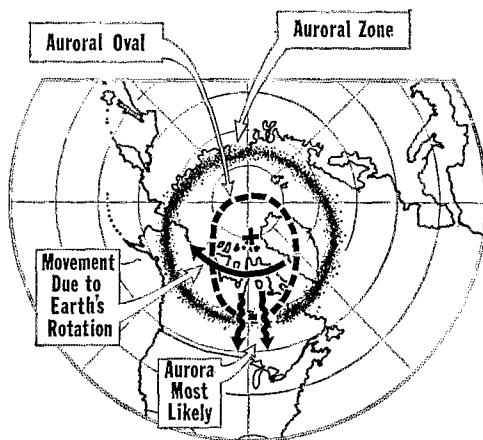 Auroral Oval
Auroral Zone
Movement
Due to
Earth's
Rotation
Aurora
Most
Likely